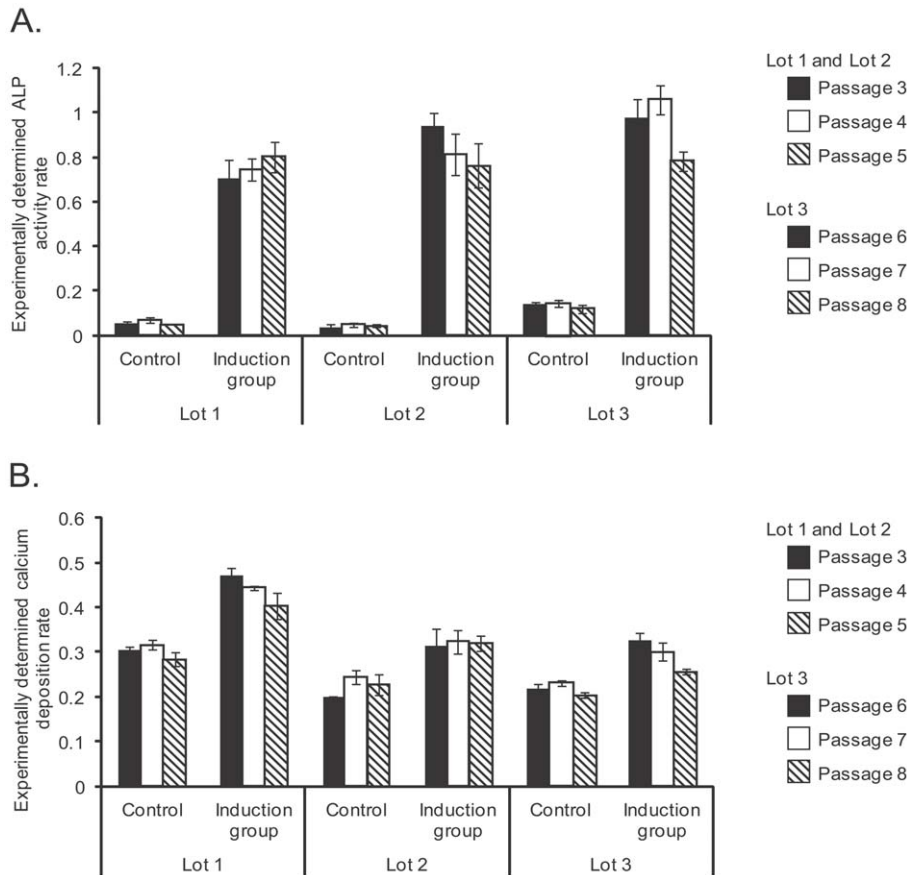 A.
Experimentally determined ALP
activity rate
1.2
1
0.8
0.6
0.4
0.2
0
Control
Induction
group
Control
Induction
group
Control
Induction
group
Lot 1
Lot 2
Lot 3
Lot 1 and Lot 2
Passage 3
Passage 4
Passage 5
Lot 3
Passage 6
Passage 7
Passage 8
B.
Experimentally determined calcium
deposition rate
0.6
0.5
0.4
0.3
0.2
0.1
0
Control
Induction
group
Control
Induction
group
Control
Induction
group
Lot 1
Lot 2
Lot 3
Lot 1 and Lot 2
Passage 3
Passage 4
Passage 5
Lot 3
Passage 6
Passage 7
Passage 8